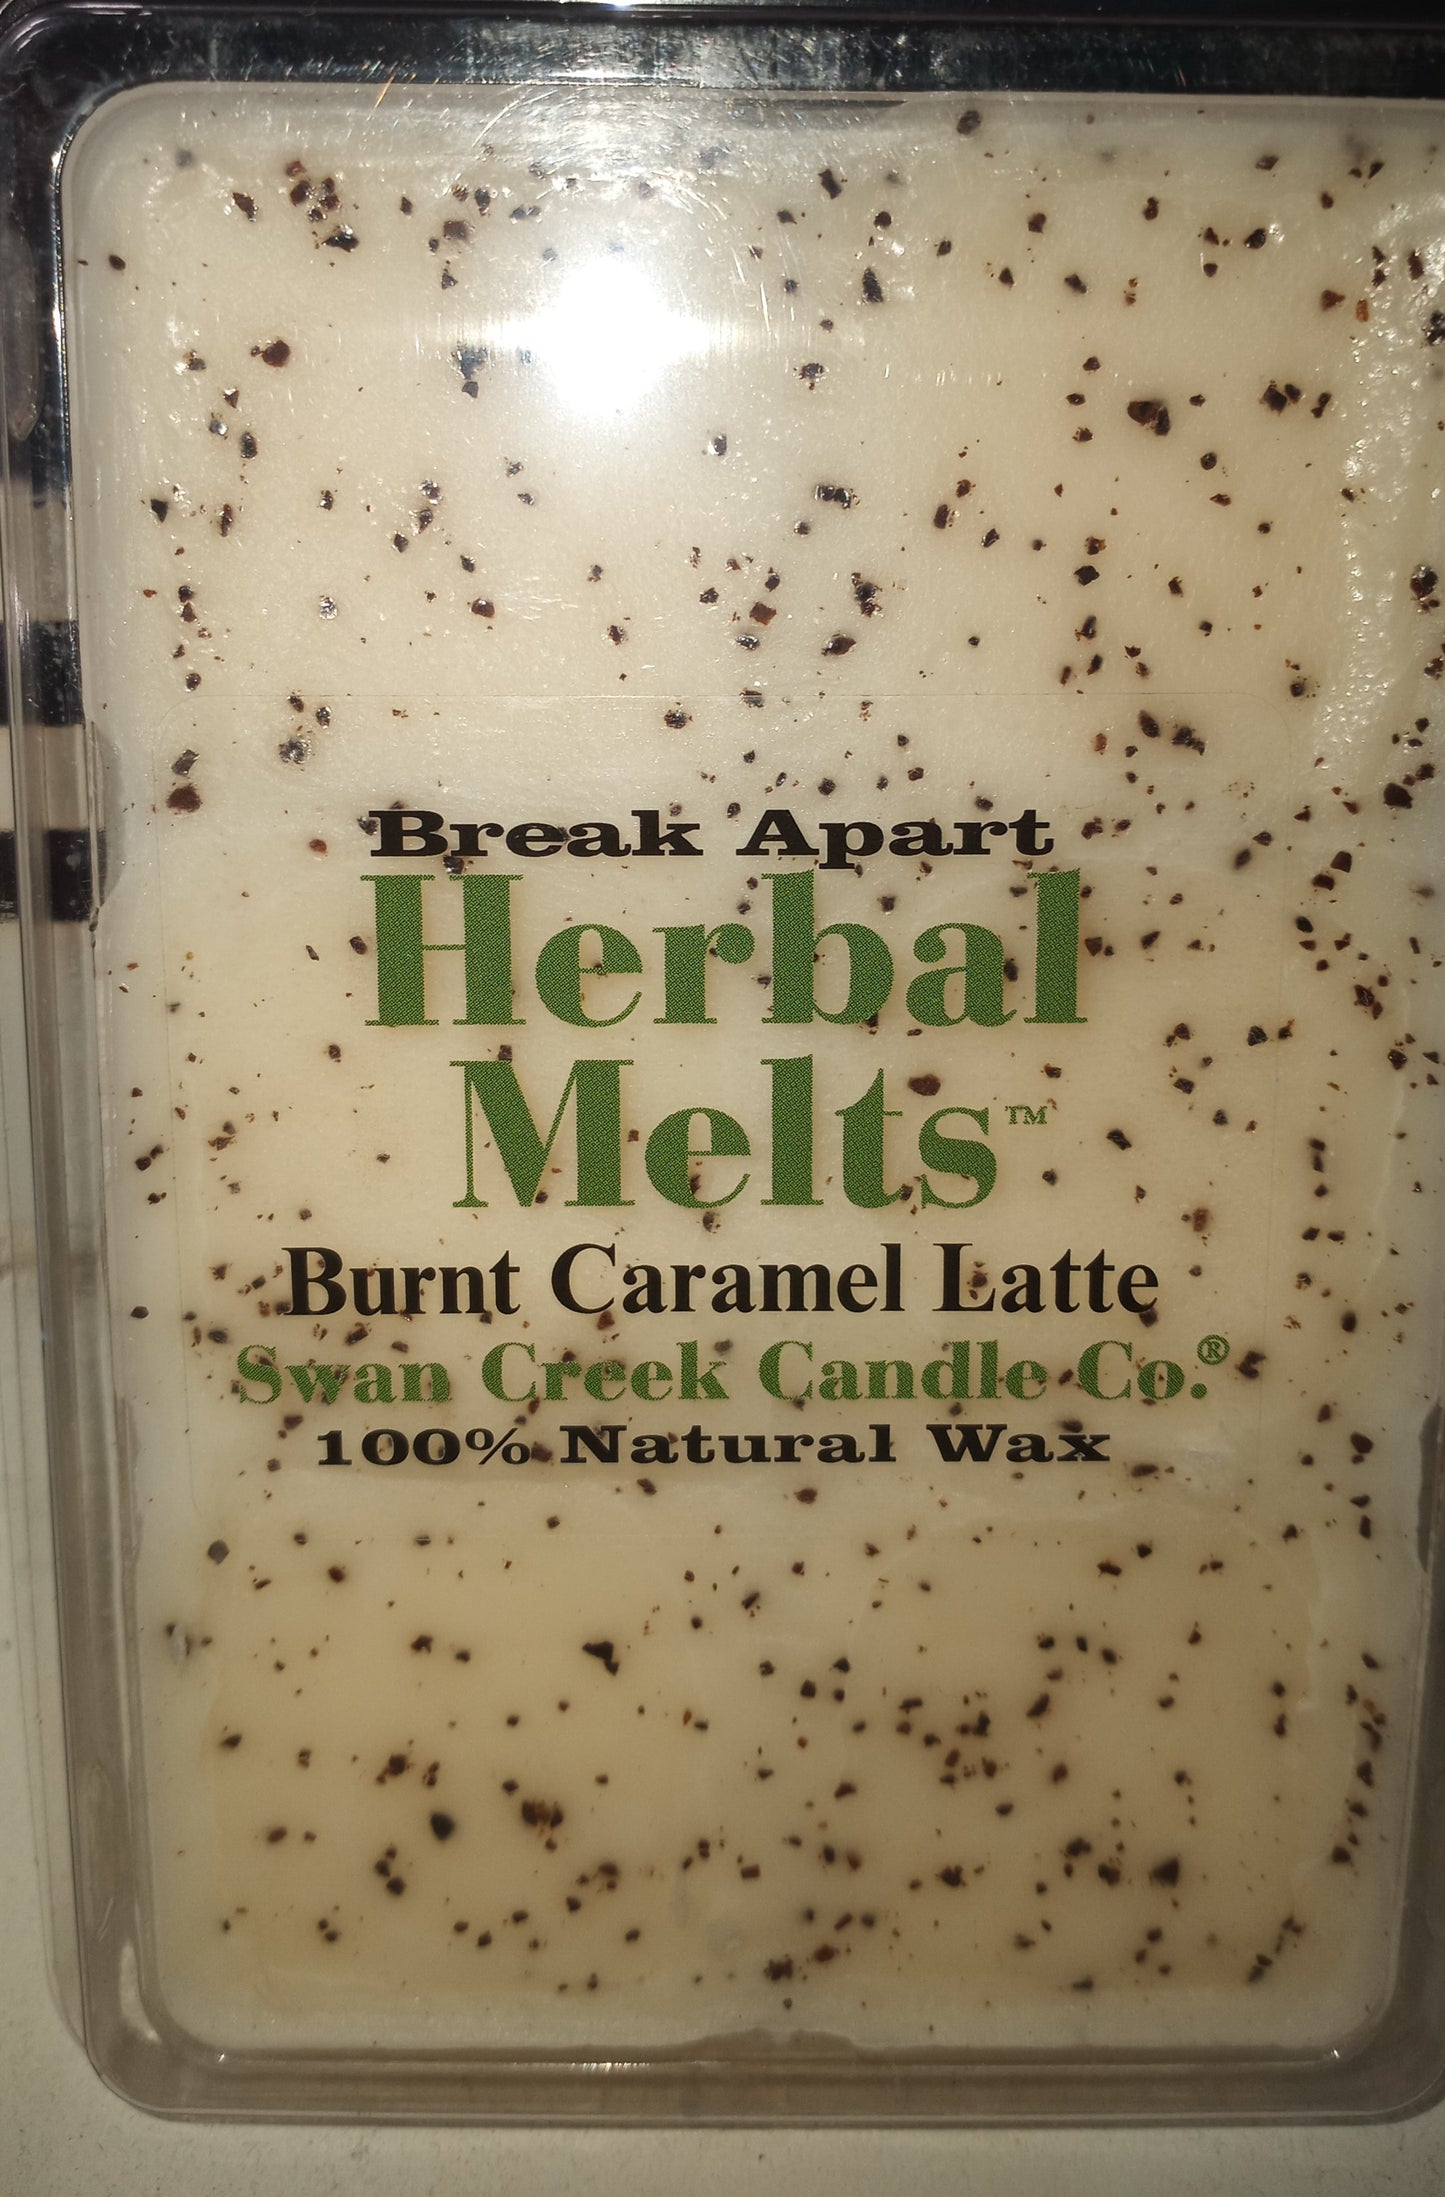 Break Apart
Herbal
Melts™
Burnt Caramel Latte
Swan Creek Candle Co.®
100% Natural Wax